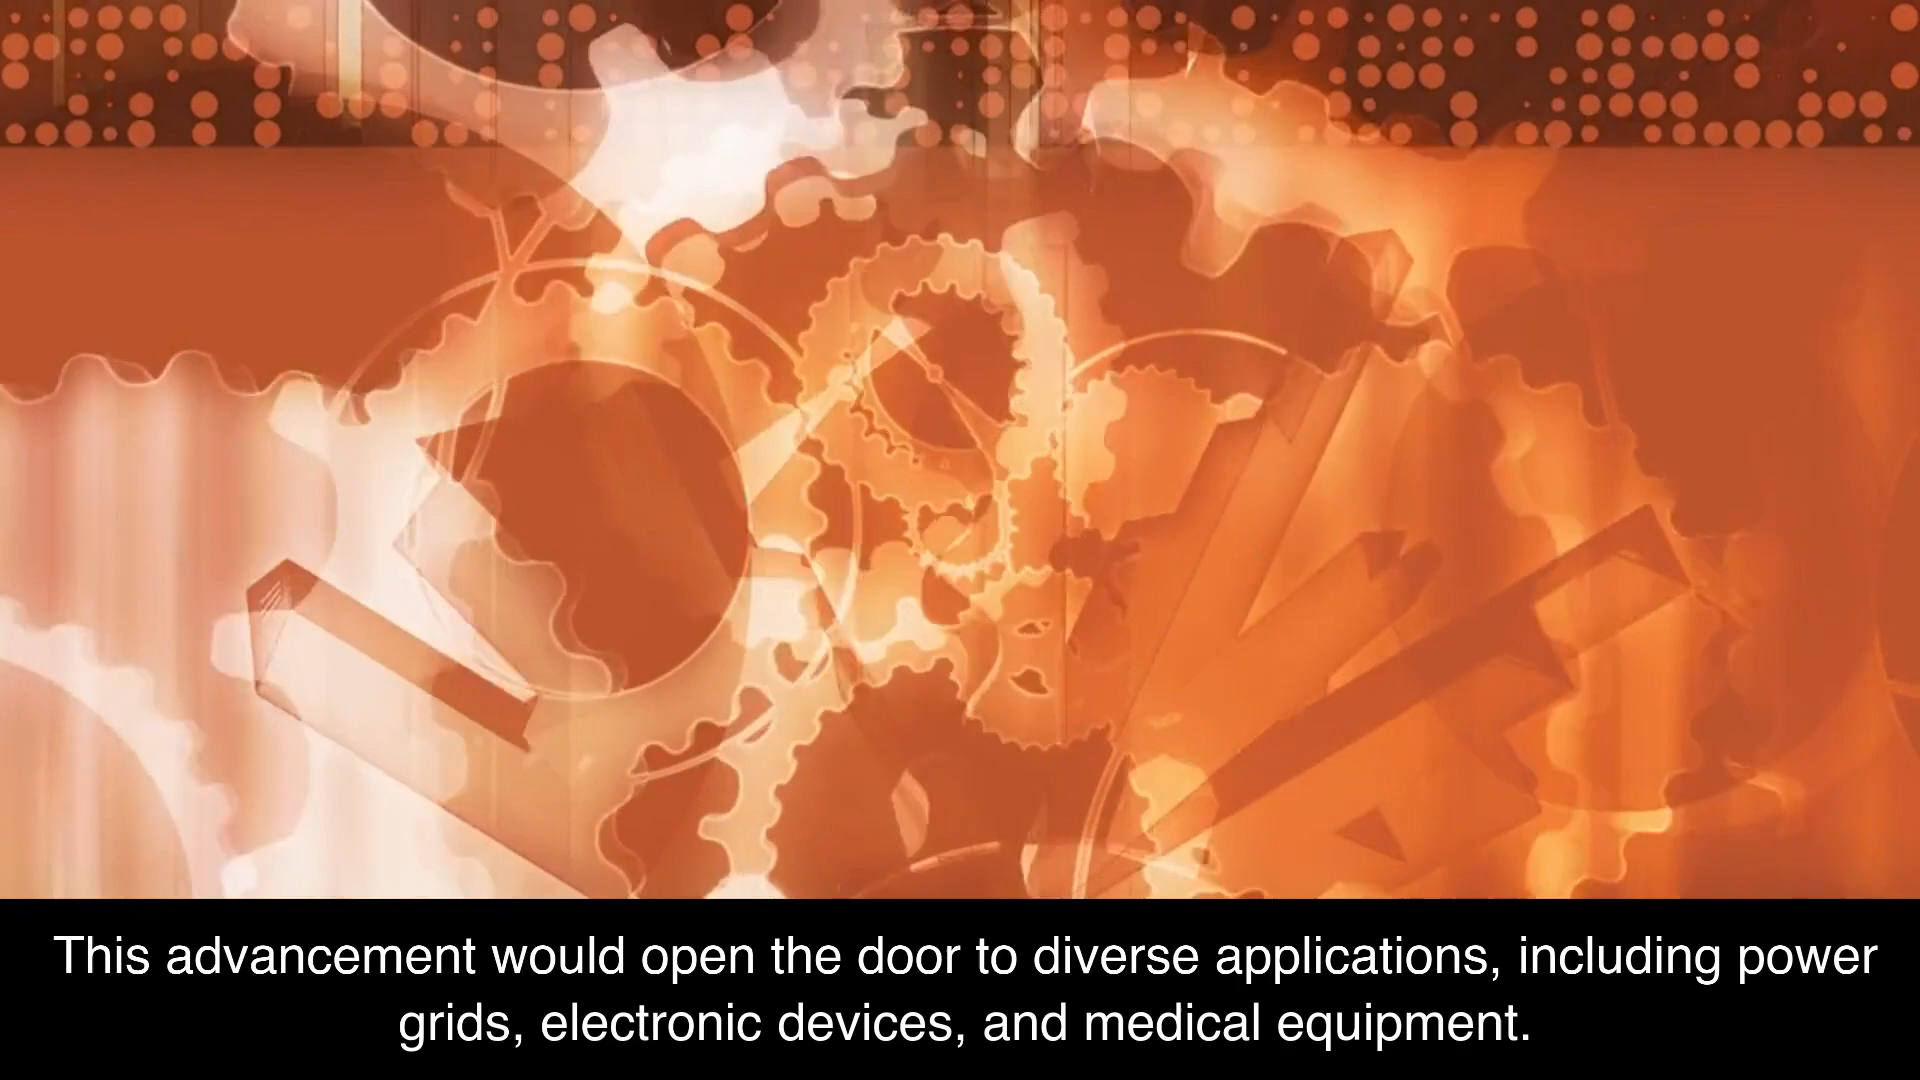 This advancement would open the door to diverse applications, including power
grids, electronic devices, and medical equipment.